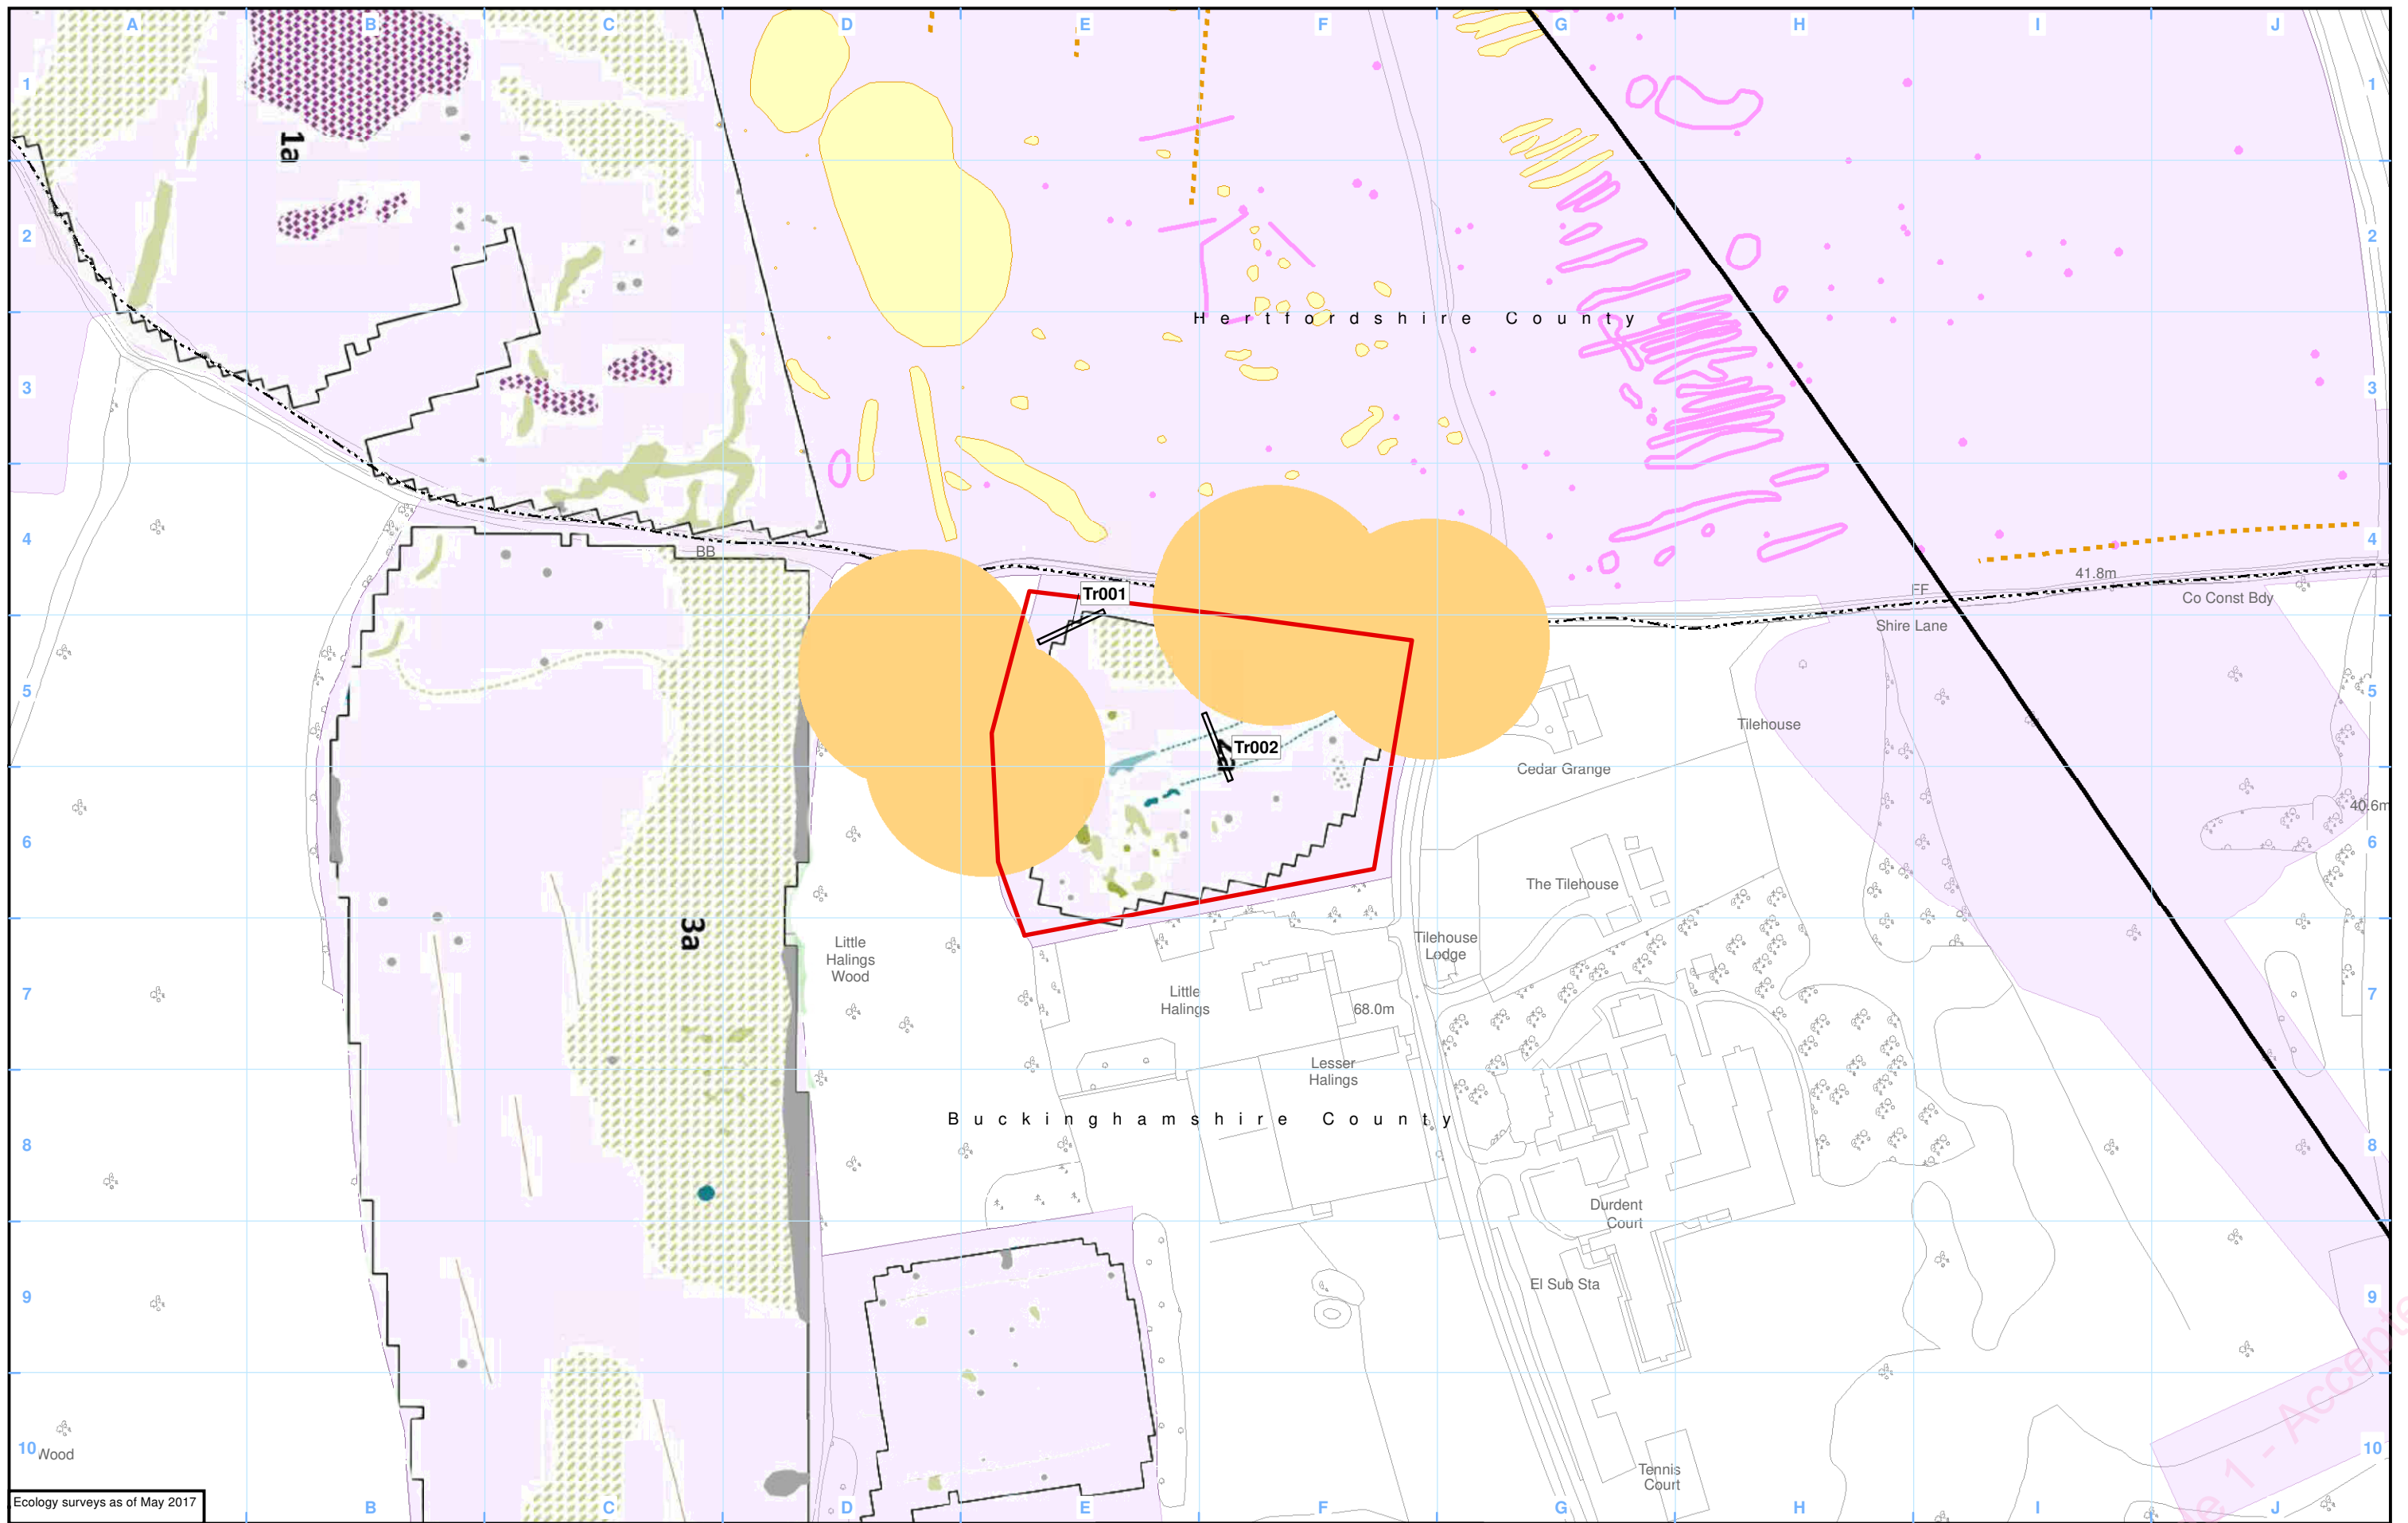 A B C D E F G H I J
1 1
1a
2 2
Hertfordshire County
3 3
4 4
BB
41.8m
FF
Co Const Bdy
Tr001
Shire Lane
5 5
Tilehouse
Tr002
Cedar Grange
40.6m
6 6
The Tilehouse
3a
Little
Halings
Wood
Tilehouse
Lodge
7 7
Little
Halings
68.0m
Lesser
Halings
Buckinghamshire County
8 8
Durdent
Court
El Sub Sta
9 9
1 - Accepte
10 10
Wood
Tennis
Court
Ecology surveys as of May 2017
B C D E F G H I J